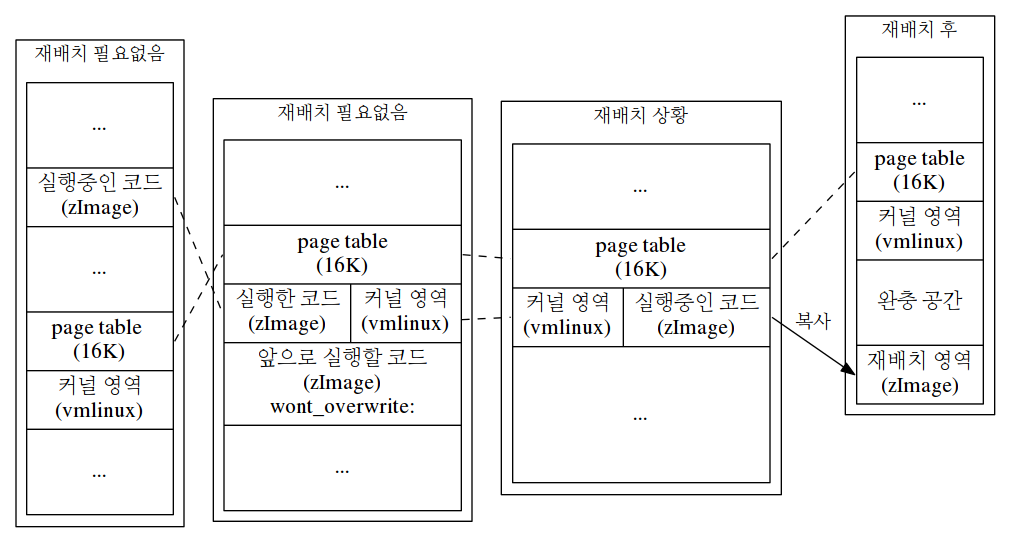 재배치 필요없음
...
실행중인 코드
(zImage)
...
page table
(16K)
커널 영역
(vmlinux)
...
재배치 필요없음
...
page table
(16K)
실행한 코드
(zImage)
커널 영역
(vmlinux)
앞으로 실행할 코드
(zImage)
wont_overwrite:
...
재배치 상황
...
page table
(16K)
커널 영역
(vmlinux)
실행중인 코드
(zImage)
...
복사
재배치 후
...
page table
(16K)
커널 영역
(vmlinux)
완충 공간
재배치 영역
(zImage)